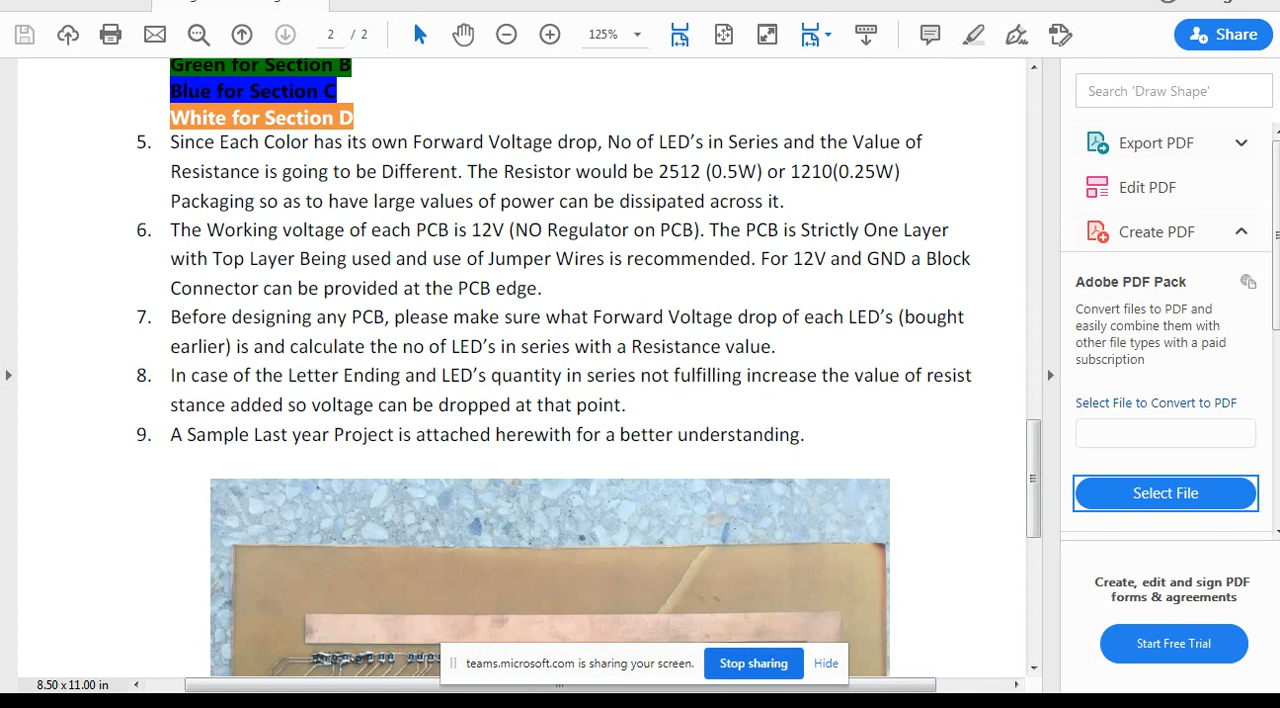 2 / 2
125%
Share
Green for Section B
Blue for Section C
White for Section D
5. Since Each Color has its own Forward Voltage drop, No of LED’s in Series and the Value of
Resistance is going to be Different. The Resistor would be 2512 (0.5W) or 1210(0.25W)
Packaging so as to have large values of power can be dissipated across it.
6. The Working voltage of each PCB is 12V (NO Regulator on PCB). The PCB is Strictly One Layer
with Top Layer Being used and use of Jumper Wires is recommended. For 12V and GND a Block
Connector can be provided at the PCB edge.
7. Before designing any PCB, please make sure what Forward Voltage drop of each LED’s (bought
earlier) is and calculate the no of LED’s in series with a Resistance value.
8. In case of the Letter Ending and LED’s quantity in series not fulfilling increase the value of resist
stance added so voltage can be dropped at that point.
9. A Sample Last year Project is attached herewith for a better understanding.
teams.microsoft.com is sharing your screen.
Stop sharing
Hide
8.50 x 11.00 in
Search 'Draw Shape'
Export PDF
Edit PDF
Create PDF
Adobe PDF Pack
Convert files to PDF and
easily combine them with
other file types with a paid
subscription
Select File to Convert to PDF
Select File
Create, edit and sign PDF
forms & agreements
Start Free Trial